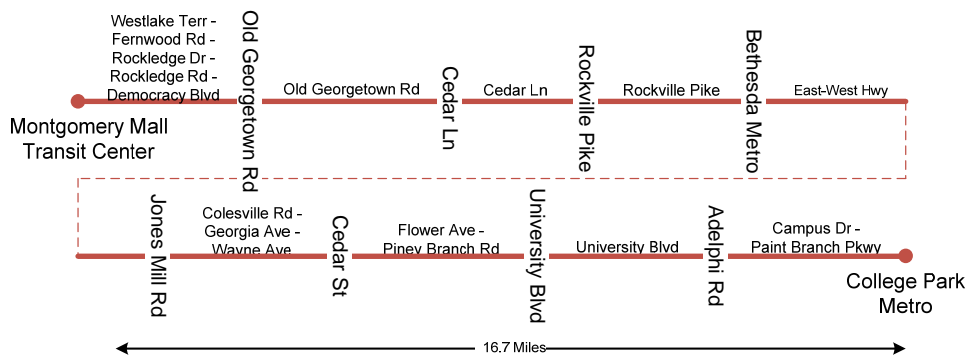 Westlake Terr -
Fernwood Rd -
Rockledge Dr -
Rockledge Rd -
Democracy Blvd
Old Georgetown Rd
Old Georgetown Rd
Cedar Ln
Cedar Ln
Rockville Pike
Rockville Pike
Bethesda Metro
East-West Hwy
Montgomery Mall
Transit Center
Jones Mill Rd
Colesville Rd -
Georgia Ave -
Wayne Ave
Cedar St
Flower Ave -
Piney Branch Rd
University Blvd
University Blvd
Adelphi Rd
Campus Dr -
Paint Branch Pkwy
College Park
Metro
16.7 Miles